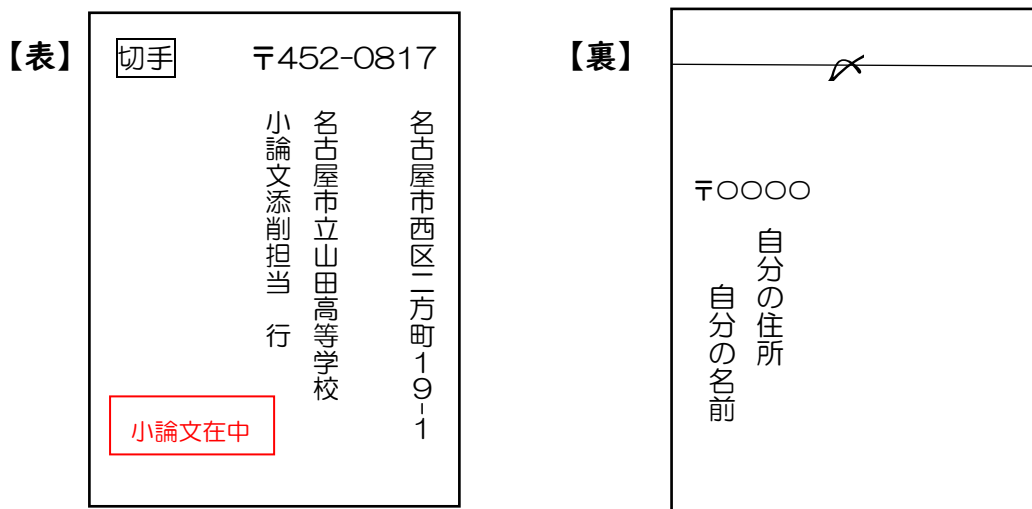 【表】
切手
〒452-0817
名古屋市西区二方町19-1
名古屋市立山田高等学校
小論文添削担当　行
小論文在中
【裏】
〆
〒○○○○
自分の住所
自分の名前